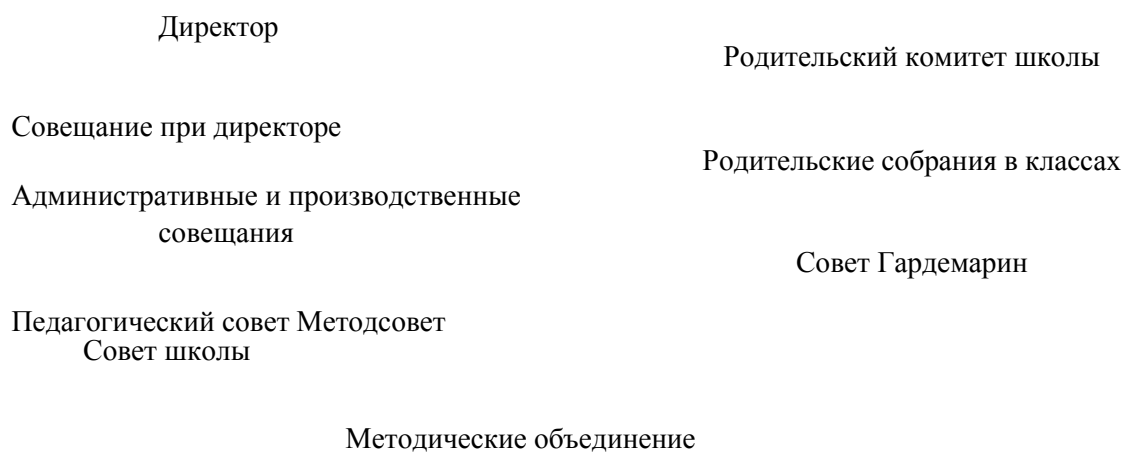 Директор
Родительский комитет школы
Совещание при директоре
Родительские собрания в классах
Административные и производственные
совещания
Совет Гардемарин
Педагогический совет Методсовет
Совет школы
Методические объединение